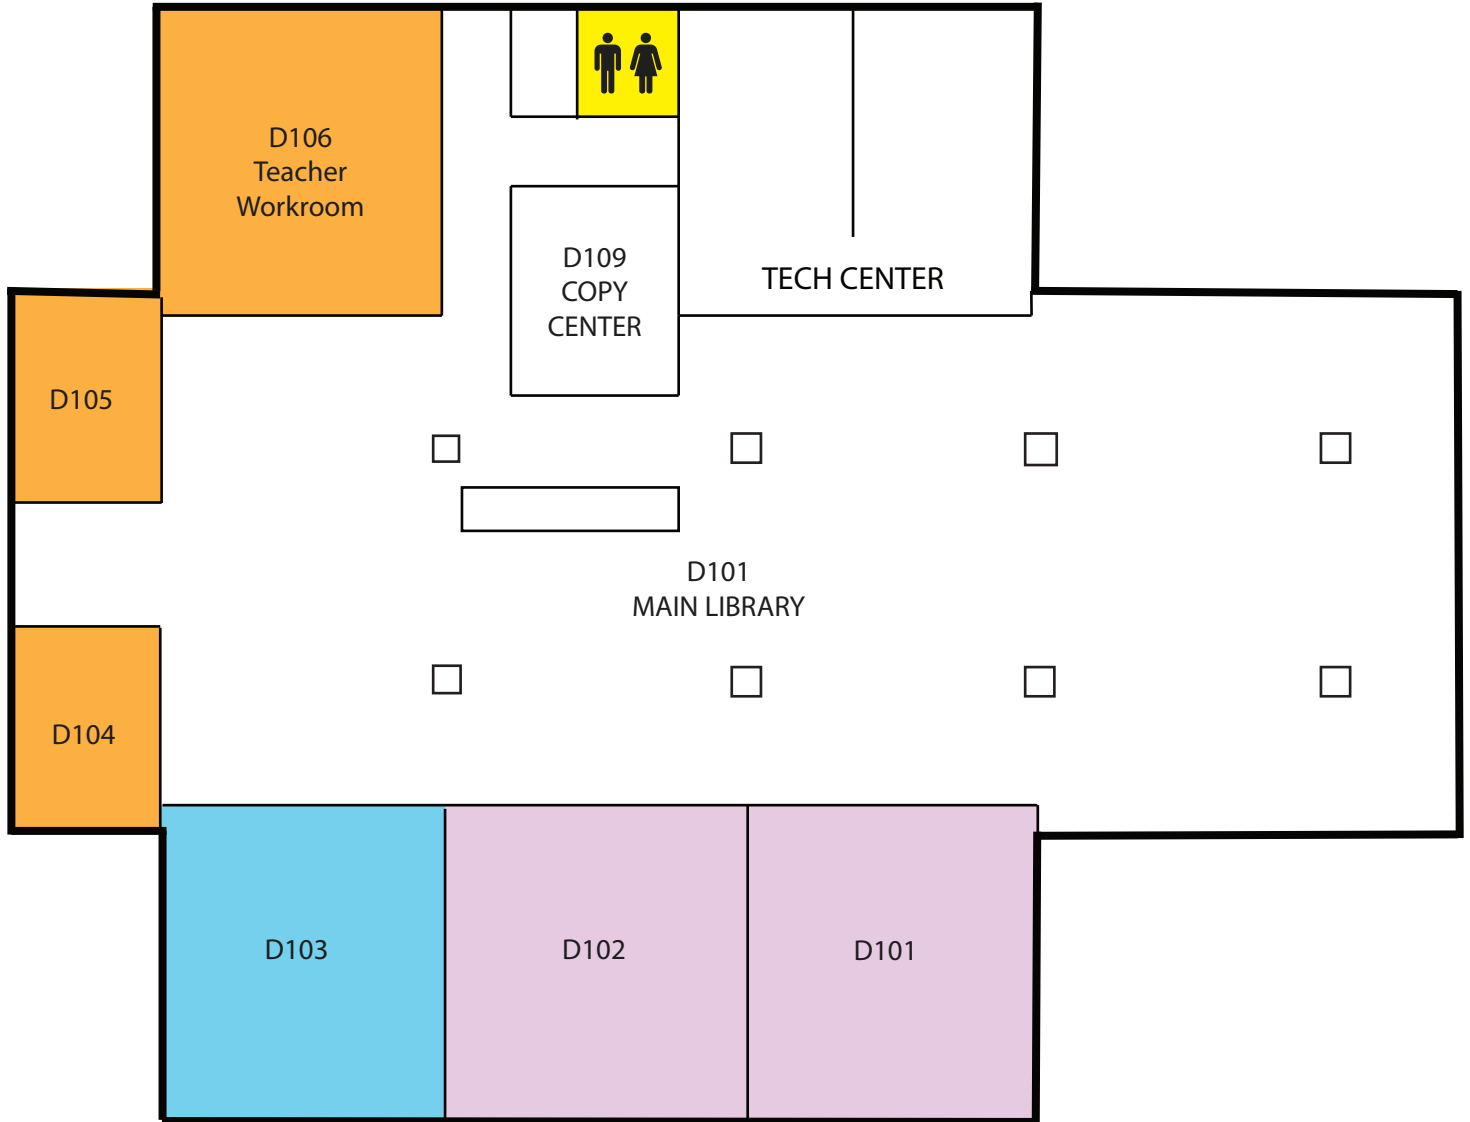 D106
Teacher
Workroom
D109
COPY
CENTER
TECH CENTER
D105
D101
MAIN LIBRARY
D104
D103
D102
D101